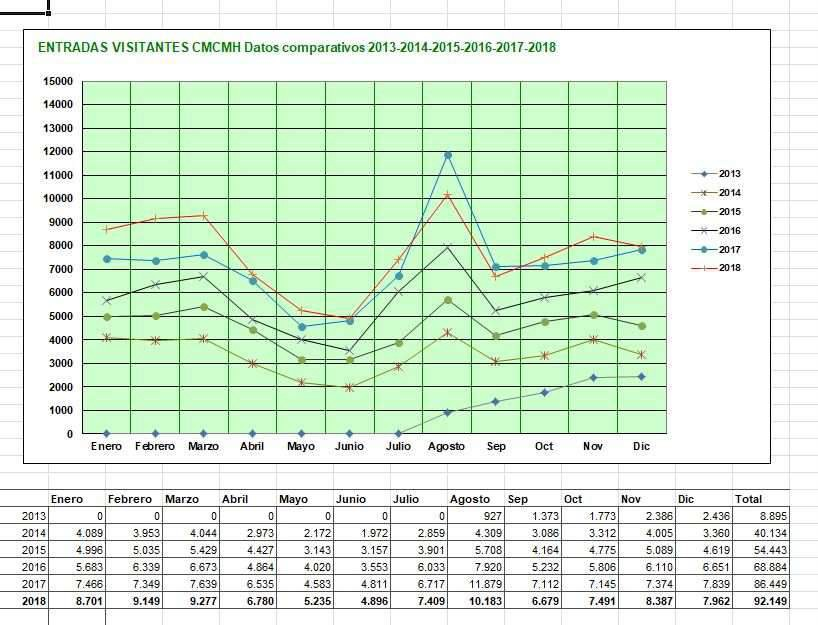 ENTRADAS VISITANTES CMCMH Datos comparativos 2013-2014-2015-2016-2017-2018
15000
14000
13000
12000
11000
10000
9000
8000
7000
6000
5000
4000
3000
2000
1000
0
Enero Febrero Marzo Abril Mayo Junio Julio Agosto Sep Oct Nov Dic
2013
2014
2015
2016
2017
2018
Enero Febrero Marzo Abril Mayo Junio Julio Agosto Sep Oct Nov Dic Total
2013 0 0 0 0 0 0 0 927 1.373 1.773 2.386 2.436 8.895
2014 4.089 3.953 4.044 2.973 2.172 1.972 2.859 4.309 3.086 3.312 4.005 3.360 40.134
2015 4.996 5.035 5.429 4.427 3.143 3.157 3.901 5.708 4.164 4.775 5.089 4.619 54.443
2016 5.683 6.339 6.673 4.864 4.020 3.553 6.033 7.920 5.232 5.806 6.110 6.651 68.884
2017 7.466 7.349 7.639 6.535 4.583 4.811 6.717 11.879 7.112 7.145 7.374 7.839 86.449
2018 8.701 9.149 9.277 6.780 5.235 4.896 7.409 10.183 6.679 7.491 8.387 7.962 92.149